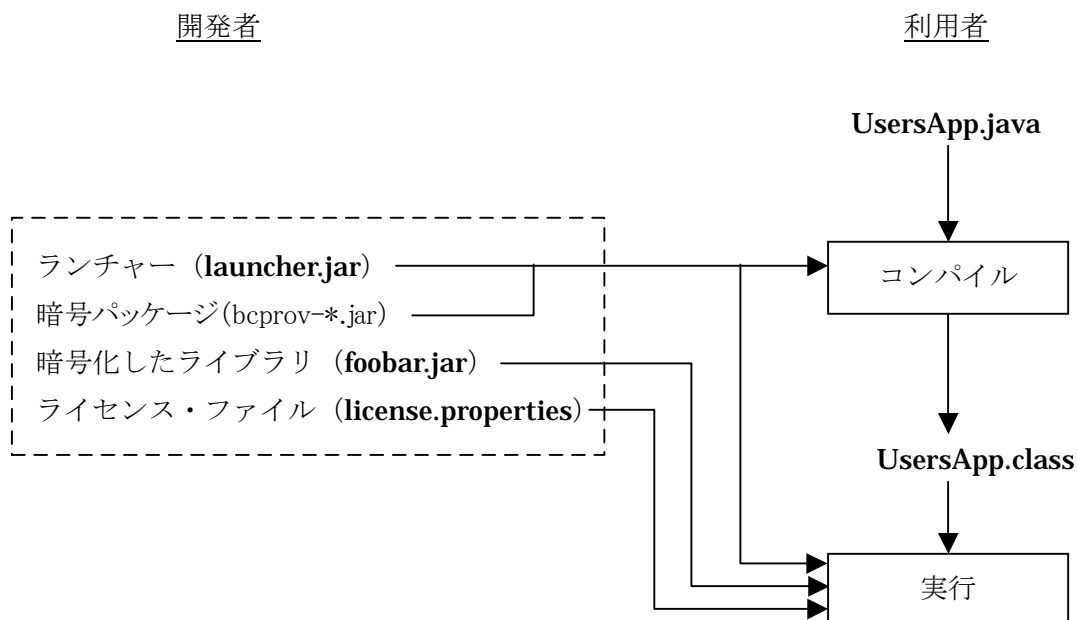 開発者
利用者
UsersApp.java
ランチャー（launcher.jar）
コンパイル
暗号パッケージ(bcprov-*.jar)
暗号化したライブラリ（foobar.jar）
ライセンス・ファイル（license.properties）
UsersApp.class
実行